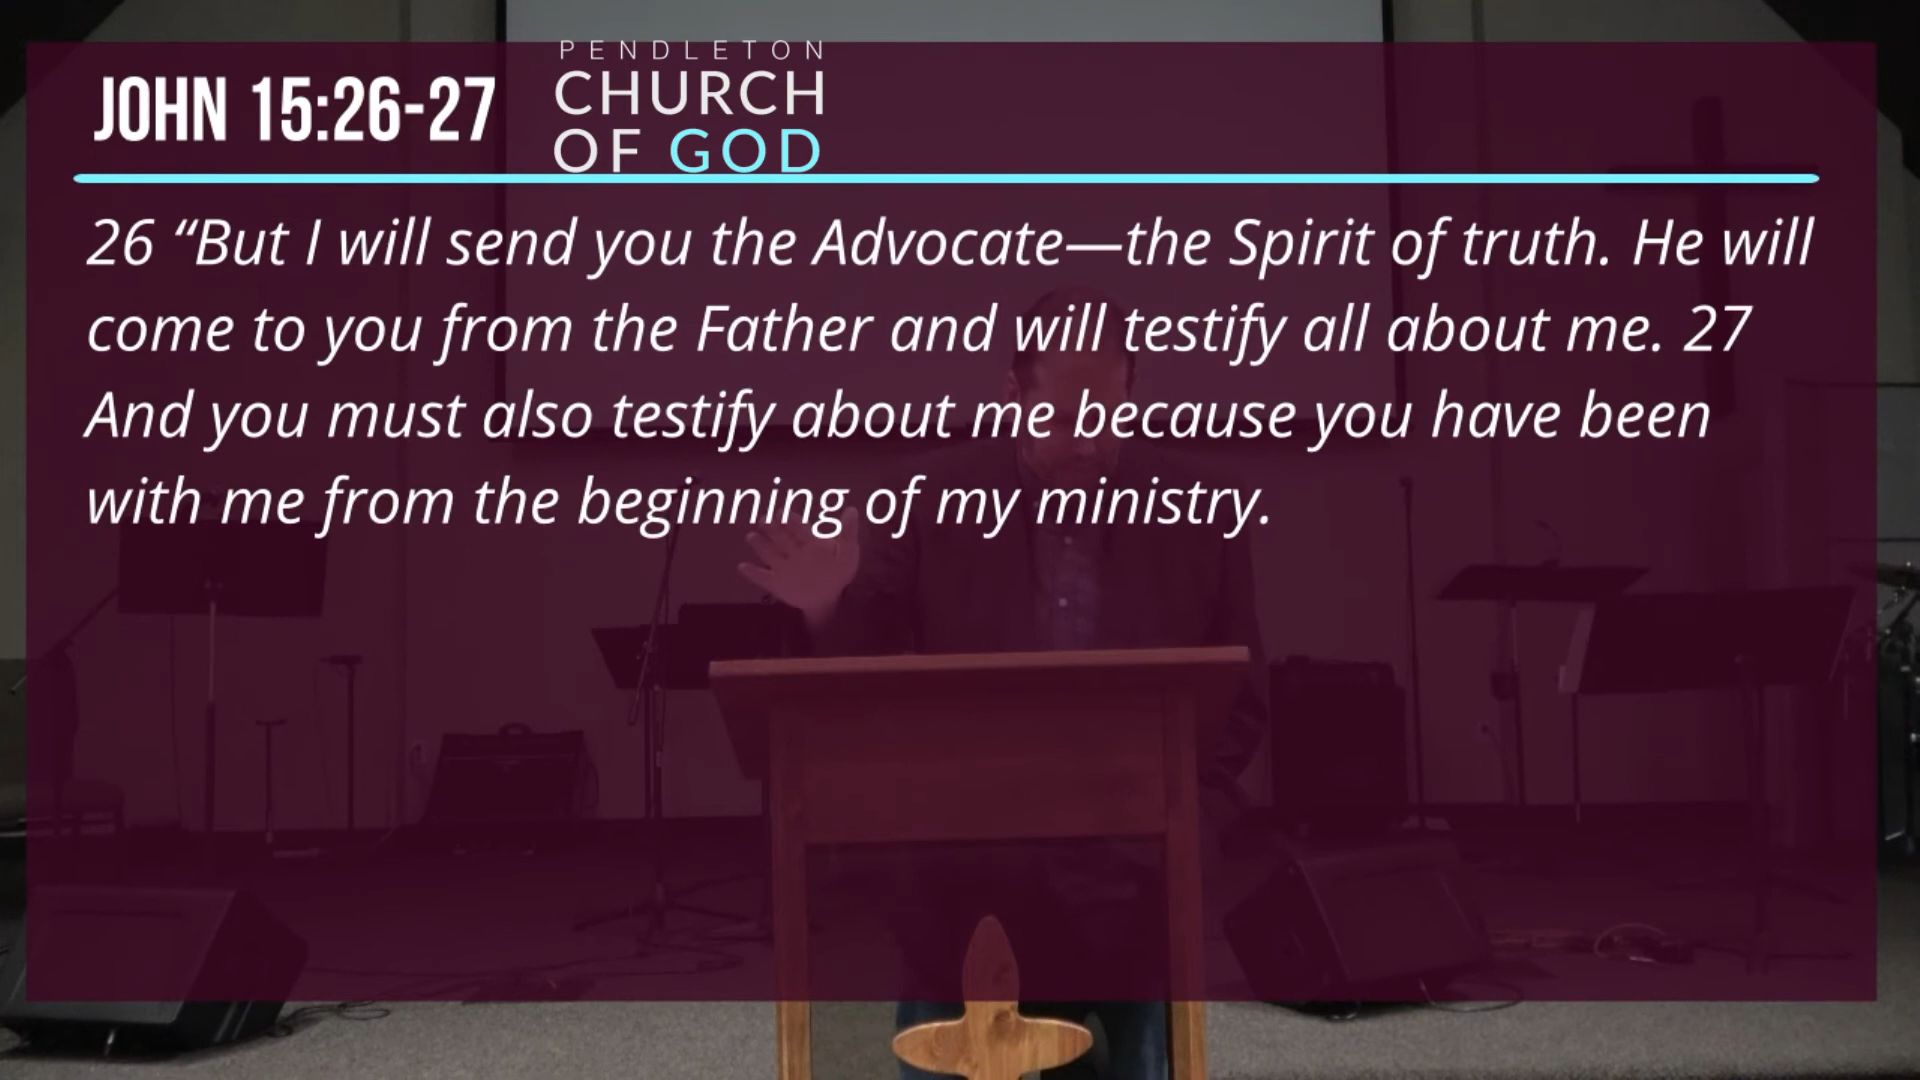 JOHN 15:26-27
PENDLETON
CHURCH
OF GOD
26 “But I will send you the Advocate—the Spirit of truth. He will
come to you from the Father and will testify all about me. 27
And you must also testify about me because you have been
with me from the beginning of my ministry.